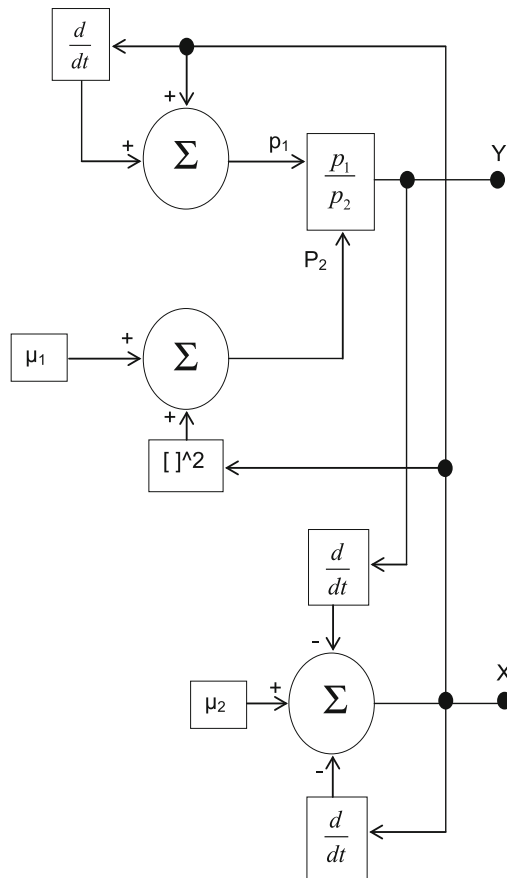 d
dt
+
+
Σ
p₁
p₁
p₂
Y
P₂
µ₁
+
Σ
+
[ ]^2
d
dt
-
µ₂
+
Σ
X
-
d
dt